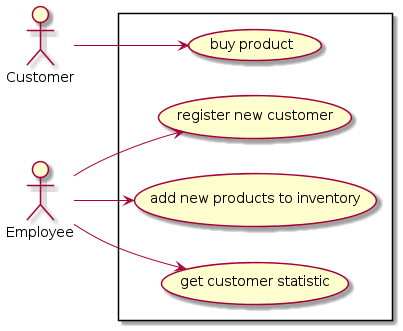 buy product
Customer
register new customer
add new products to inventory
Employee
get customer statistic